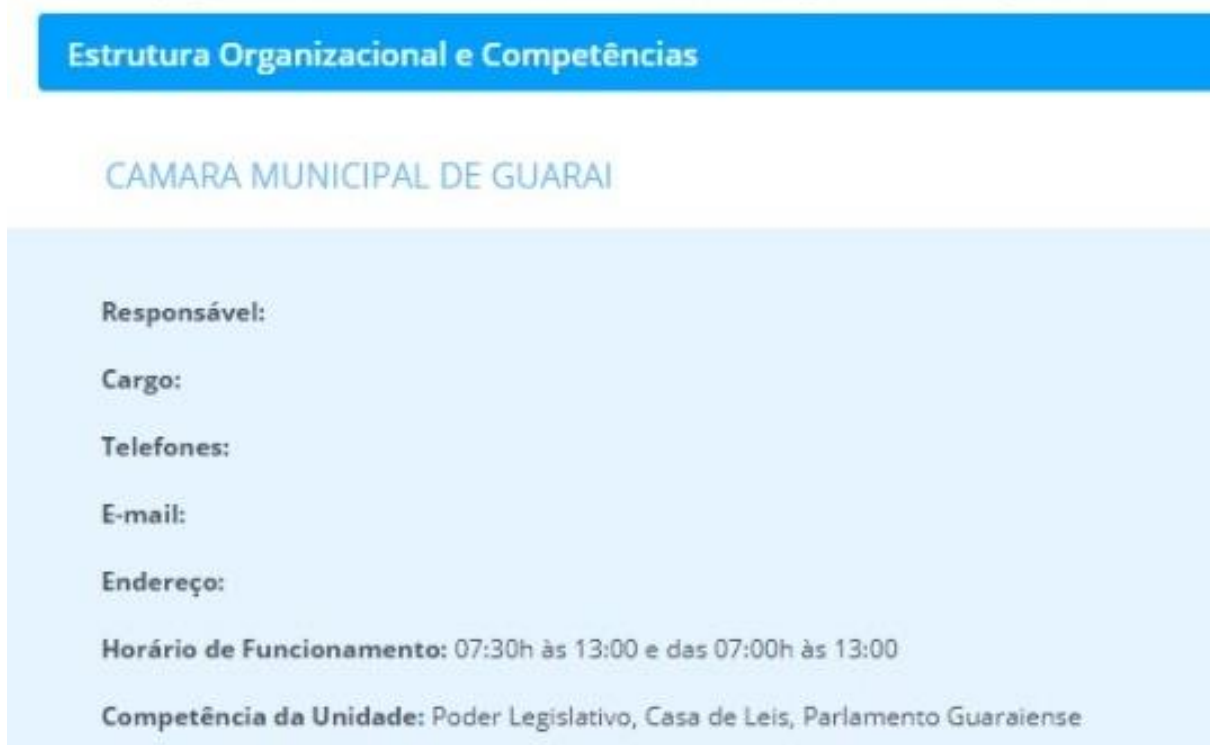 Estrutura Organizacional e Competências
CAMARA MUNICIPAL DE GUARAI
Responsável:
Cargo:
Telefones:
E-mail:
Endereço:
Horário de Funcionamento: 07:30h às 13:00 e das 07:00h às 13:00
Competência da Unidade: Poder Legislativo, Casa de Leis, Parlamento Guaraiense